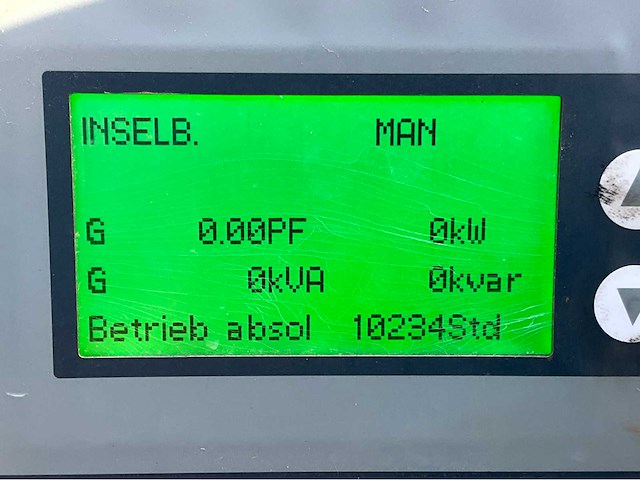 INSELB. MAN
G 0.00PF 0kW
G 0kVA 0kvar
Betrieb absol 10234Std